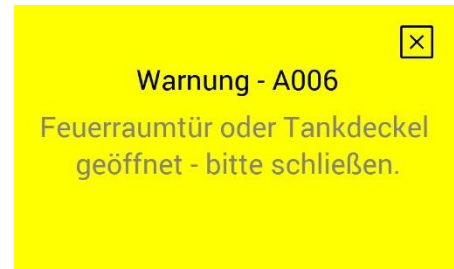 Warnung - A006
Feuerraumtür oder Tankdeckel
geöffnet - bitte schließen.